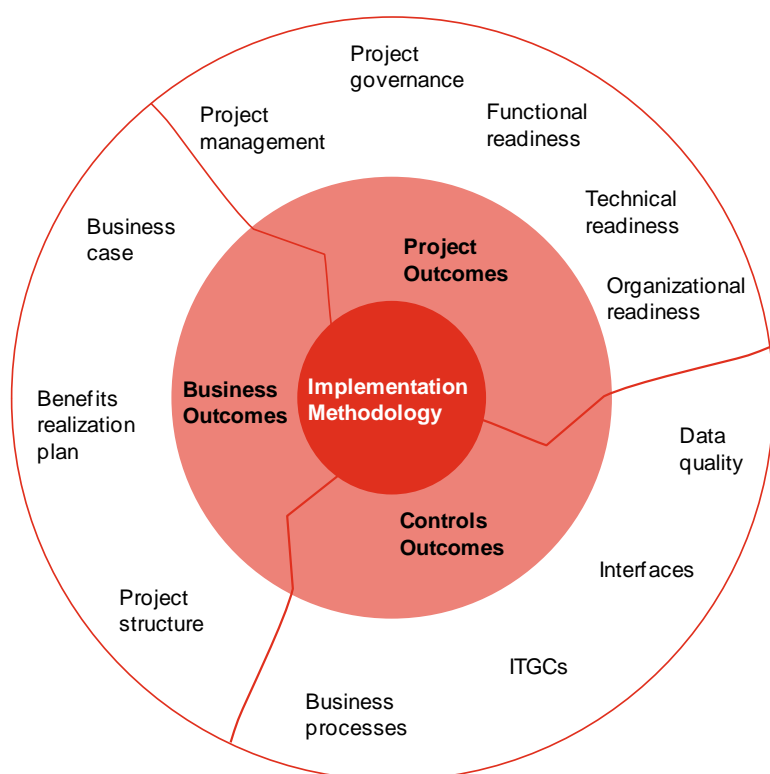 Project
governance
Project
management
Functional
readiness
Business
case
Technical
readiness
Project
Outcomes
Organizational
readiness
Business
Outcomes
Implementation
Methodology
Benefits
realization
plan
Data
quality
Controls
Outcomes
Interfaces
Project
structure
ITGCs
Business
processes